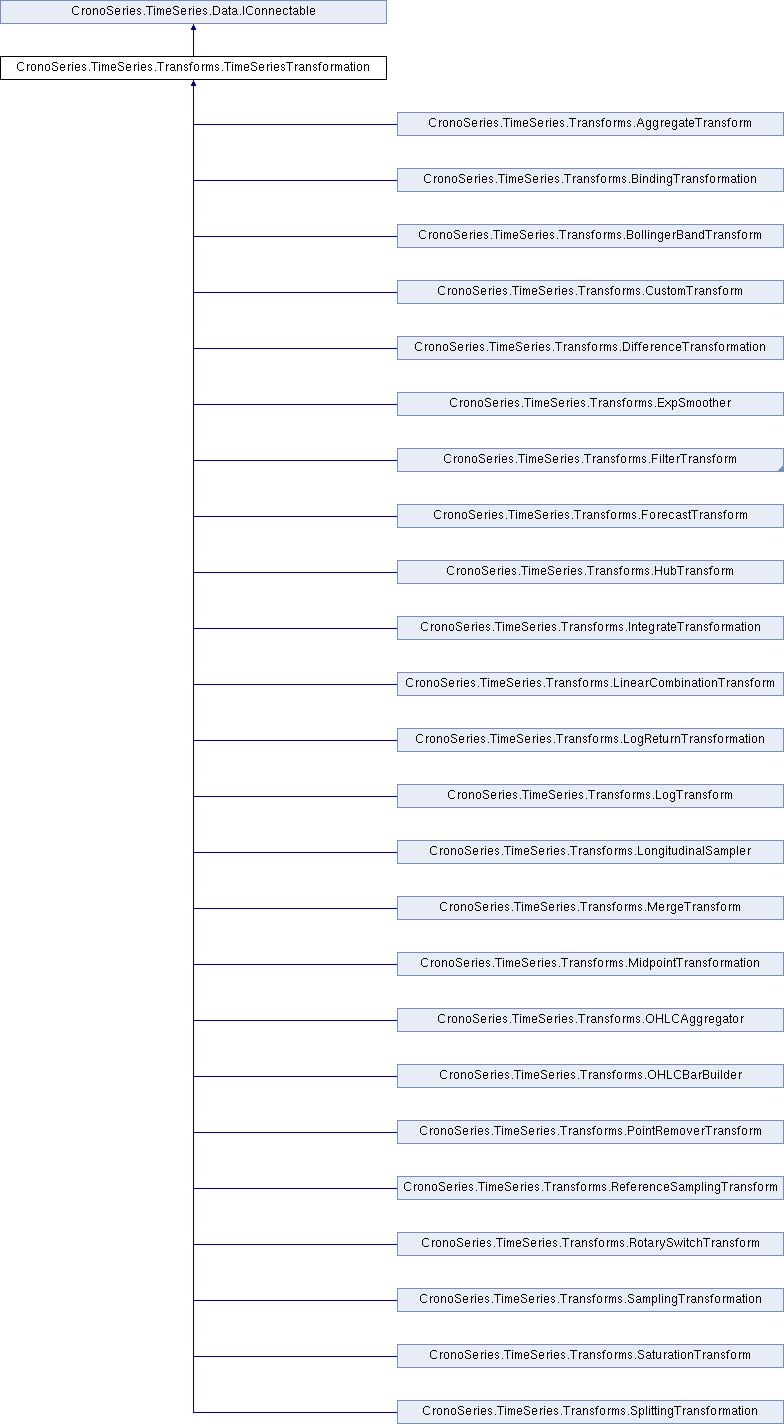 CronoSeries.TimeSeries.Data.IConnectable
CronoSeries.TimeSeries.Transforms.TimeSeriesTransformation
CronoSeries.TimeSeries.Transforms.AggregateTransform
CronoSeries.TimeSeries.Transforms.BindingTransformation
CronoSeries.TimeSeries.Transforms.BollingerBandTransform
CronoSeries.TimeSeries.Transforms.CustomTransform
CronoSeries.TimeSeries.Transforms.DifferenceTransformation
CronoSeries.TimeSeries.Transforms.ExpSmoother
CronoSeries.TimeSeries.Transforms.FilterTransform
CronoSeries.TimeSeries.Transforms.ForecastTransform
CronoSeries.TimeSeries.Transforms.HubTransform
CronoSeries.TimeSeries.Transforms.IntegrateTransformation
CronoSeries.TimeSeries.Transforms.LinearCombinationTransform
CronoSeries.TimeSeries.Transforms.LogReturnTransformation
CronoSeries.TimeSeries.Transforms.LogTransform
CronoSeries.TimeSeries.Transforms.LongitudinalSampler
CronoSeries.TimeSeries.Transforms.MergeTransform
CronoSeries.TimeSeries.Transforms.MidpointTransformation
CronoSeries.TimeSeries.Transforms.OHLCAggregator
CronoSeries.TimeSeries.Transforms.OHLCBarBuilder
CronoSeries.TimeSeries.Transforms.PointRemoverTransform
CronoSeries.TimeSeries.Transforms.ReferenceSamplingTransform
CronoSeries.TimeSeries.Transforms.RotarySwitchTransform
CronoSeries.TimeSeries.Transforms.SamplingTransformation
CronoSeries.TimeSeries.Transforms.SaturationTransform
CronoSeries.TimeSeries.Transforms.SplittingTransformation